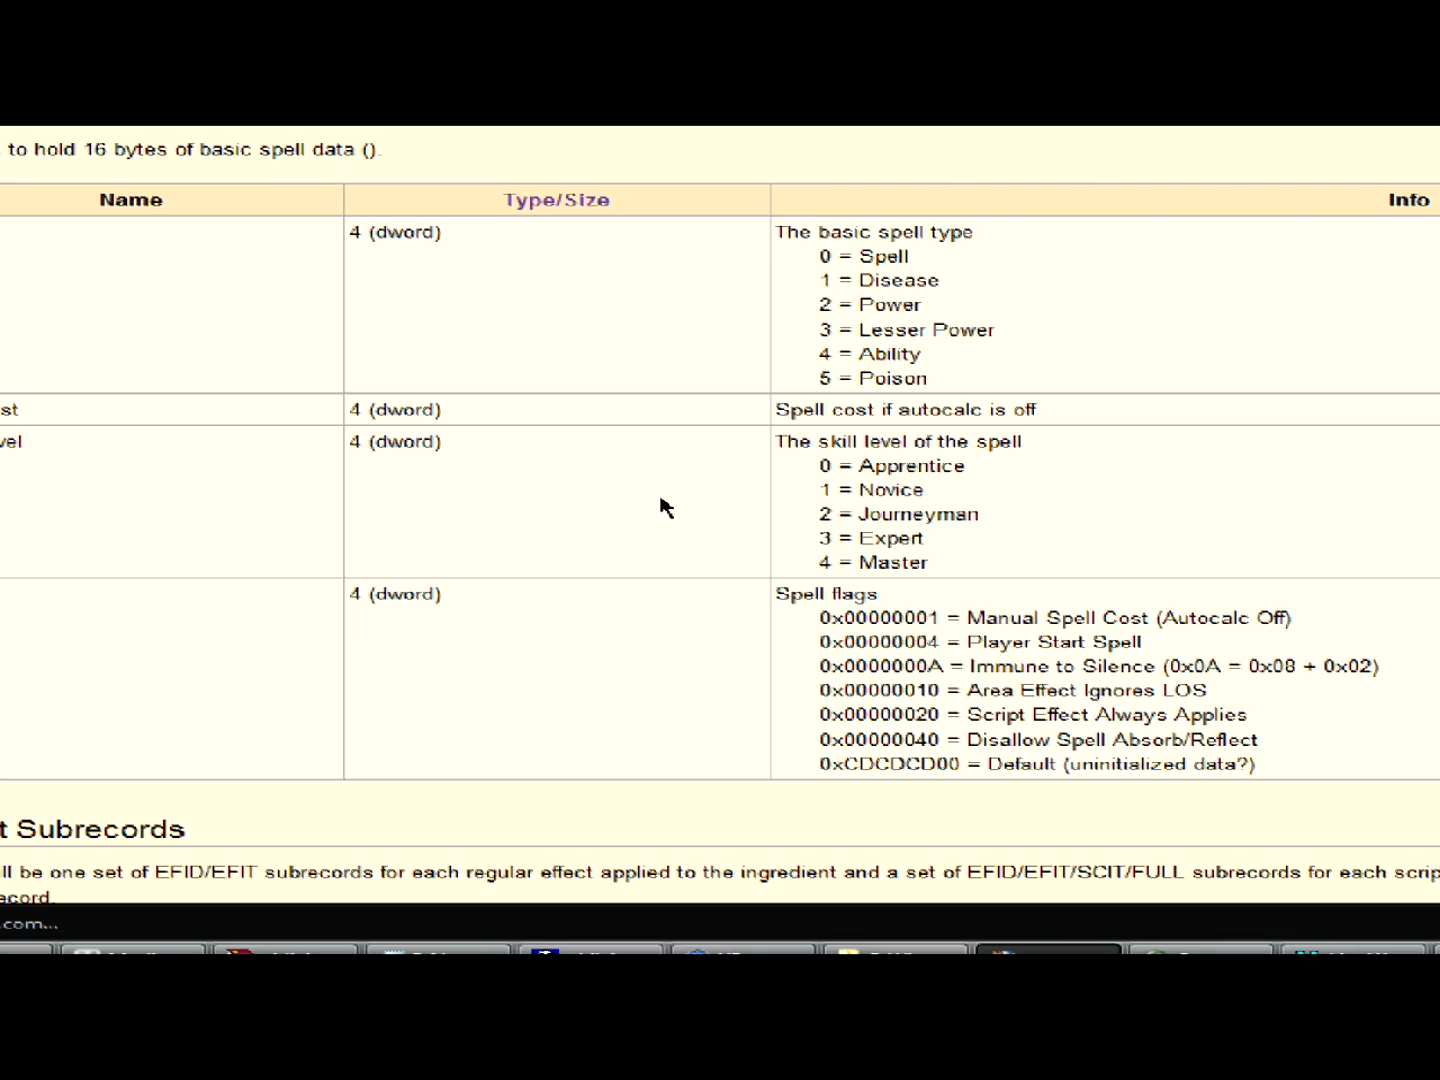 to hold 16 bytes of basic spell data ().
Name Type/Size Info
4 (dword) The basic spell type
0 = Spell
1 = Disease
2 = Power
3 = Lesser Power
4 = Ability
5 = Poison
st 4 (dword) Spell cost if autocalc is off
vel 4 (dword) The skill level of the spell
0 = Apprentice
1 = Novice
2 = Journeyman
3 = Expert
4 = Master
4 (dword) Spell flags
0x00000001 = Manual Spell Cost (Autocalc Off)
0x00000004 = Player Start Spell
0x0000000A = Immune to Silence (0x0A = 0x08 + 0x02)
0x00000010 = Area Effect Ignores LOS
0x00000020 = Script Effect Always Applies
0x00000040 = Disallow Spell Absorb/Reflect
0xCDCDCD00 = Default (uninitialized data?)
t Subrecords
ll be one set of EFID/EFIT subrecords for each regular effect applied to the ingredient and a set of EFID/EFIT/SCIT/FULL subrecords for each scrip
ecord.
.com...